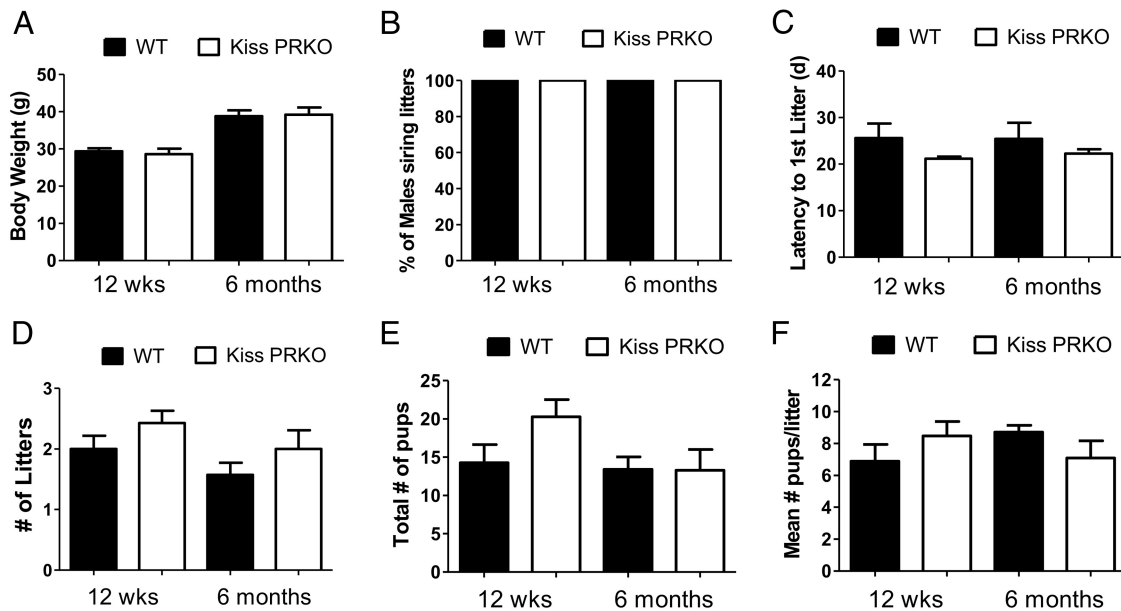 A
WT Kiss PRKO
Body Weight (g)
50
40
30
20
10
0
12 wks 6 months
B
WT Kiss PRKO
% of Males siring litters
100
80
60
40
20
0
12 wks 6 months
C
WT Kiss PRKO
Latency to 1st Litter (d)
40
30
20
10
0
12 wks 6 months
D
WT Kiss PRKO
# of Litters
3
2
1
0
12 wks 6 months
E
WT Kiss PRKO
Total # of pups
25
20
15
10
5
0
12 wks 6 months
F
WT Kiss PRKO
Mean # pups/litter
12
10
8
6
4
2
0
12 wks 6 months